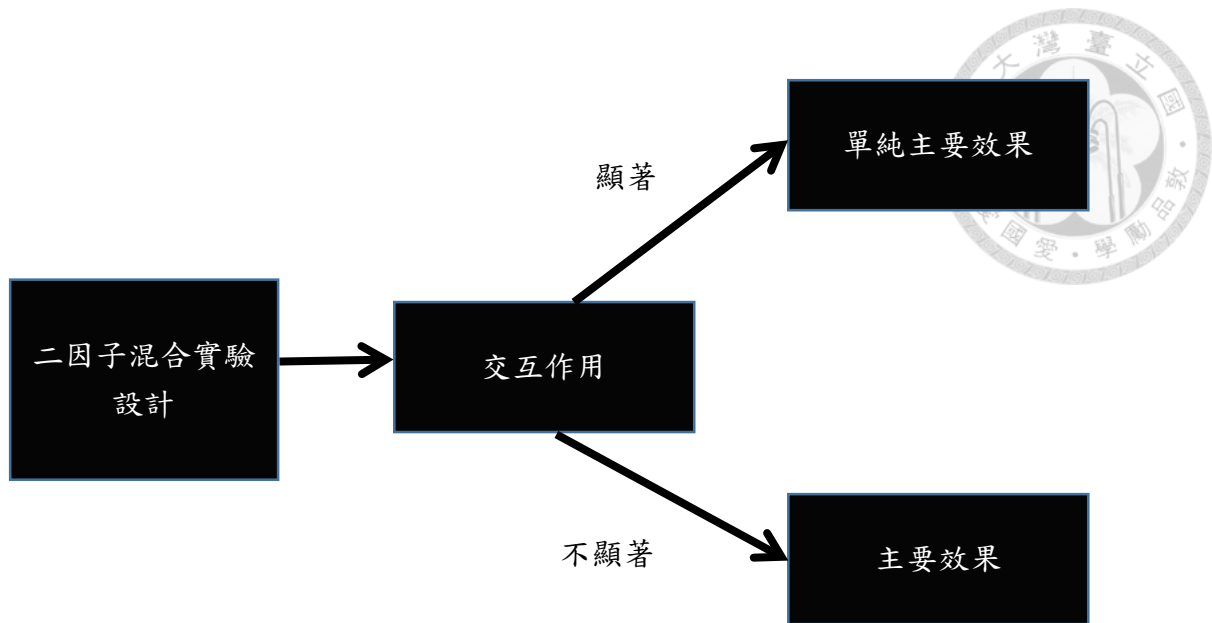 單純主要效果
顯著
二因子混合實驗
設計
交互作用
不顯著
主要效果